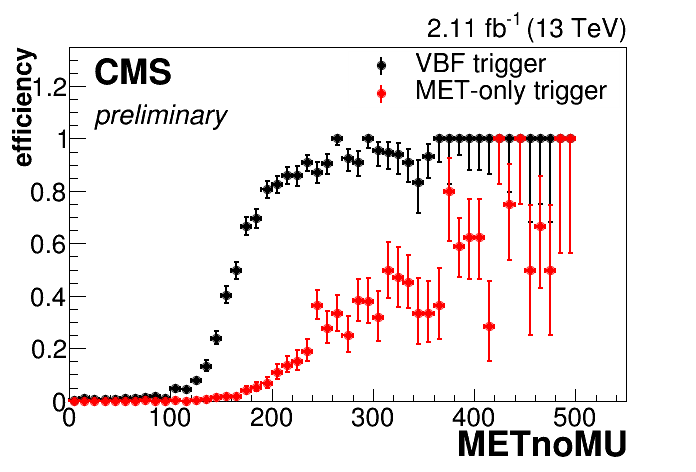 2.11 fb-1 (13 TeV)
CMS
preliminary
VBF trigger
MET-only trigger
efficiency
1.2
1
0.8
0.6
0.4
0.2
0
0 100 200 300 400 500
METnoMU